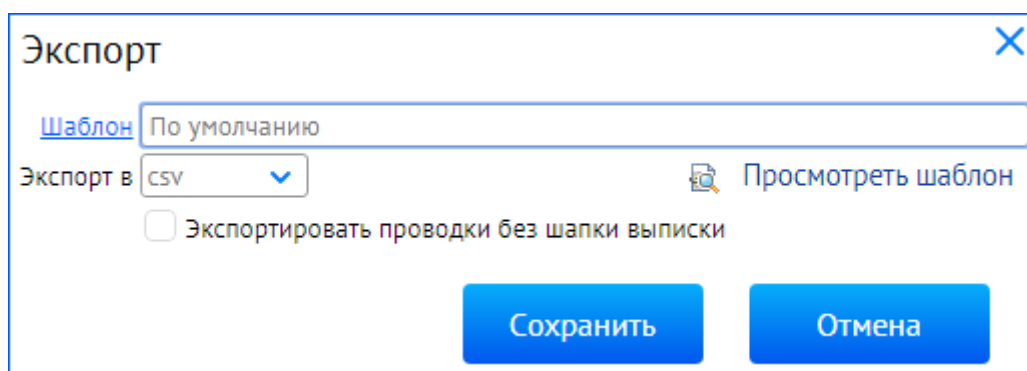 Экспорт
Шаблон По умолчанию
Экспорт в csv Просмотреть шаблон
Экспортировать проводки без шапки выписки
Сохранить Отмена